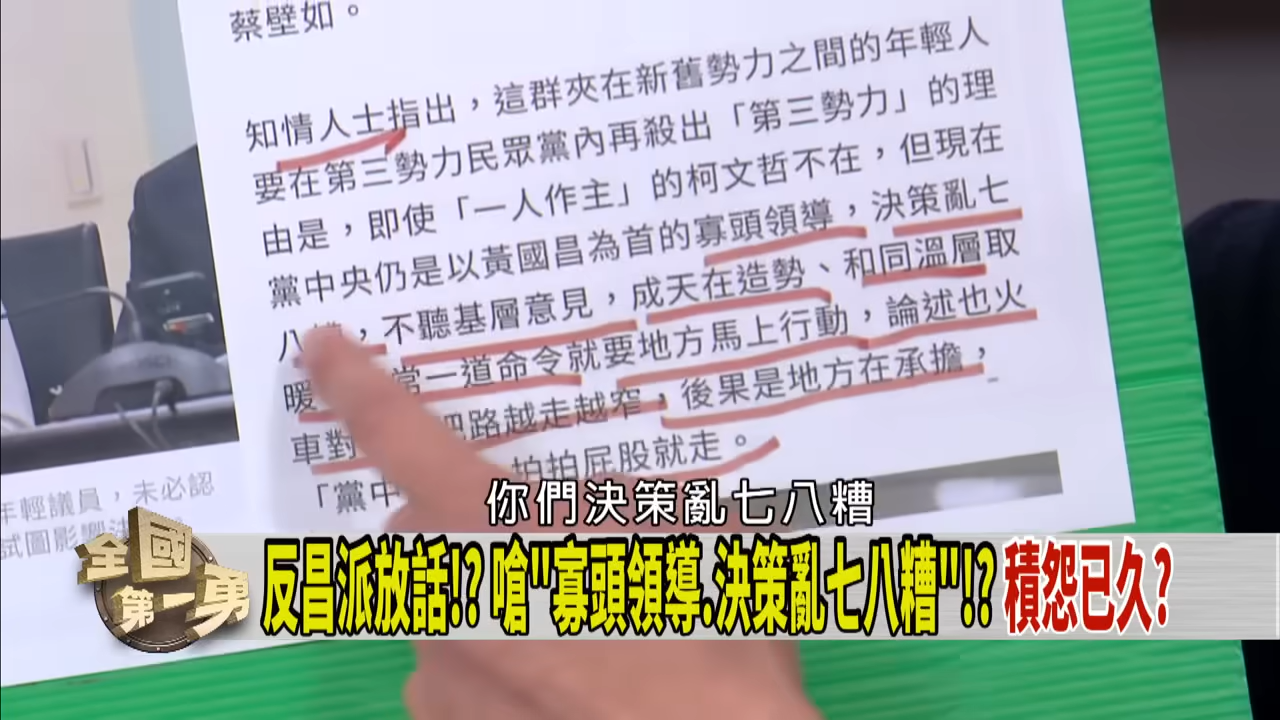 蔡壁如。
知情人士指出，這群夾在新舊勢力之間的年輕人
要在第三勢力民眾黨內再殺出「第三勢力」的理
由是，即使「一人作主」的柯文哲不在，但現在
黨中央仍是以黃國昌為首的寡頭領導，決策亂七
八，不聽基層意見，成天在造勢、和同溫層取
暖 常一道命令就要地方馬上行動，論述也火
車對 把路越走越窄，後果是地方在承擔，
「黨中 拍拍屁股就走。
年輕議員，未必認
試圖影響決
你們決策亂七八糟
全國第一勇
反昌派放話!? 嗆"寡頭領導.決策亂七八糟"!? 積怨已久?